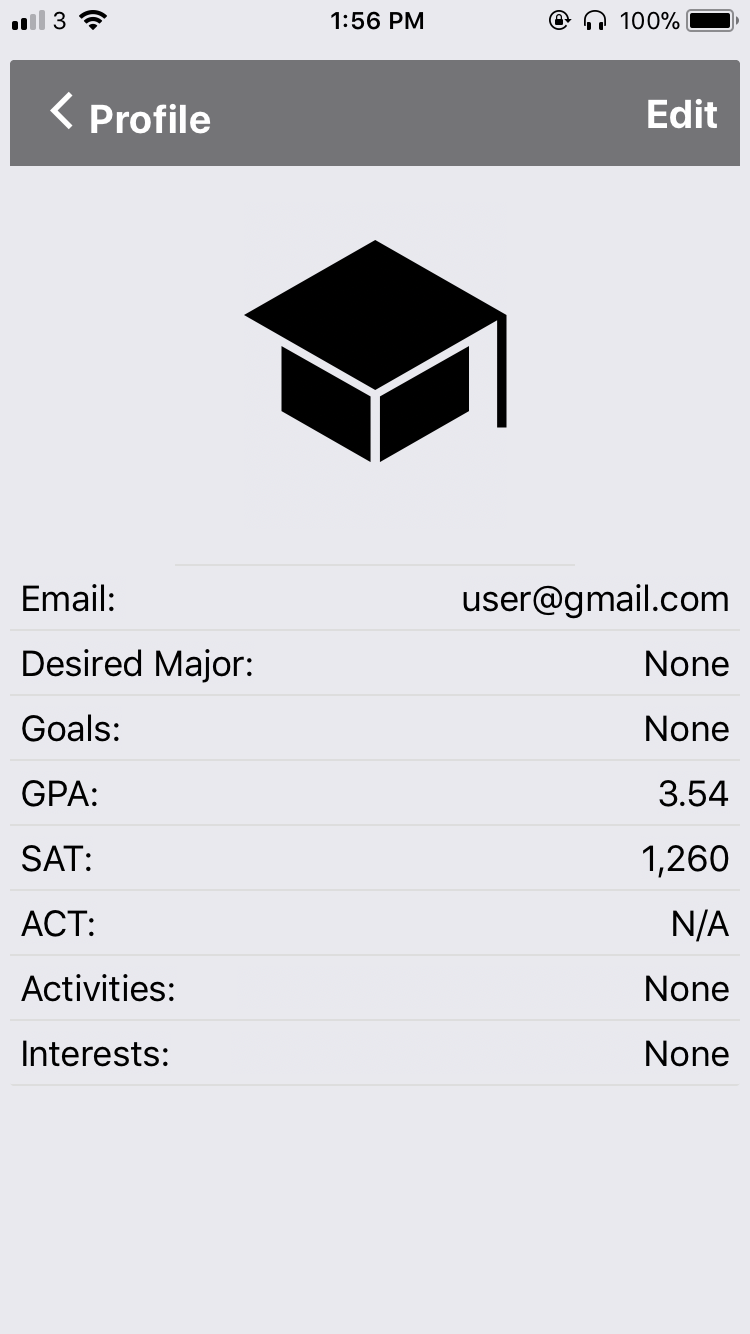 3 1:56 PM 100%
Profile Edit
Email: user@gmail.com
Desired Major: None
Goals: None
GPA: 3.54
SAT: 1,260
ACT: N/A
Activities: None
Interests: None